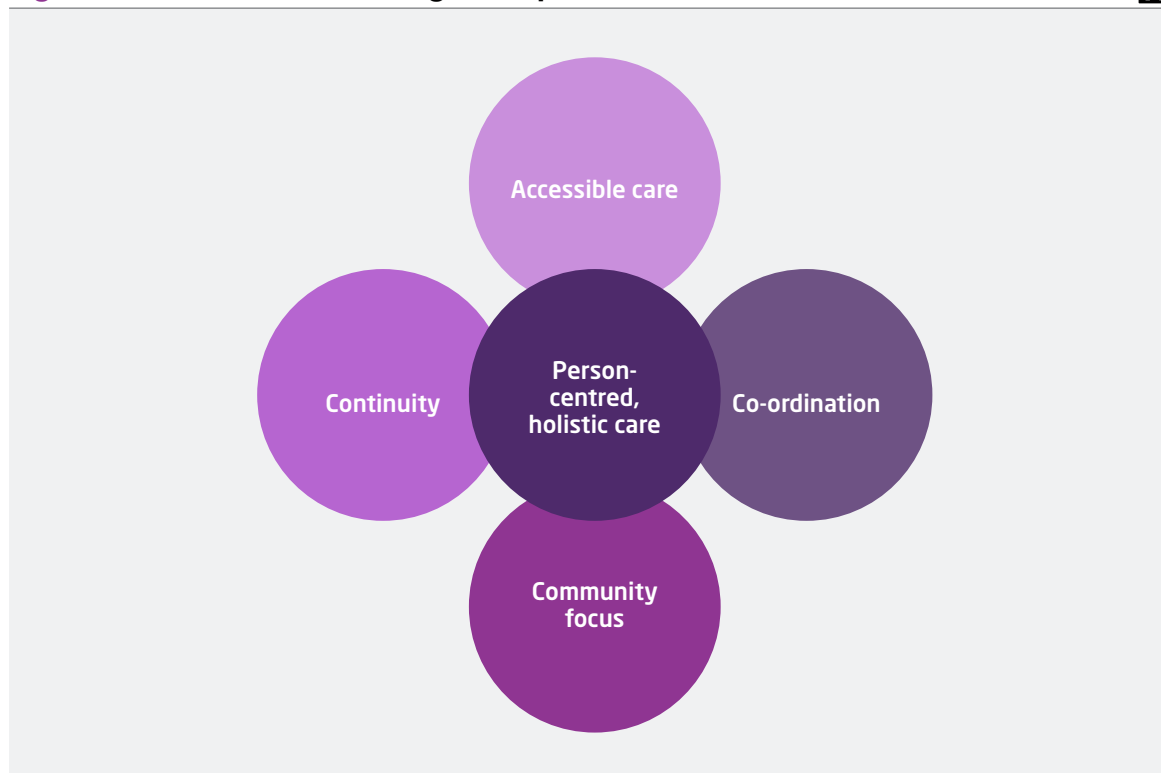 Accessible care
Continuity
Person-
centred,
holistic care
Co-ordination
Community
focus